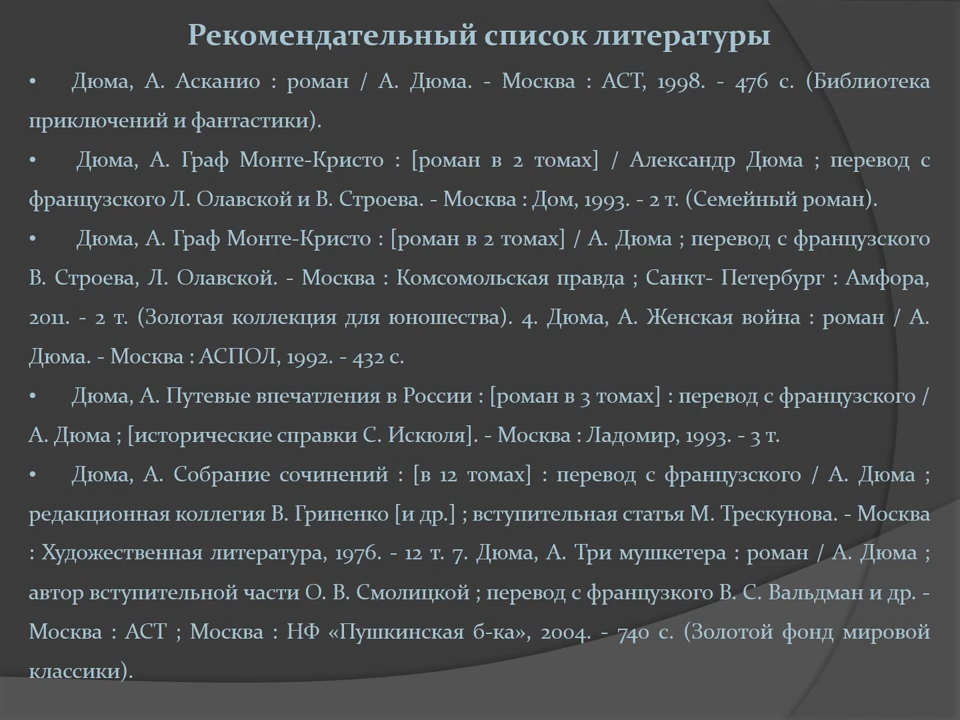 Рекомендательный список литературы
• Дюма, А. Асканио : роман / А. Дюма. - Москва : АСТ, 1998. - 476 с. (Библиотека
приключений и фантастики).
• Дюма, А. Граф Монте-Кристо : [роман в 2 томах] / Александр Дюма ; перевод с
французского Л. Олавской и В. Строева. - Москва : Дом, 1993. - 2 т. (Семейный роман).
• Дюма, А. Граф Монте-Кристо : [роман в 2 томах] / А. Дюма ; перевод с французского
В. Строева, Л. Олавской. - Москва : Комсомольская правда ; Санкт- Петербург : Амфора,
2011. - 2 т. (Золотая коллекция для юношества). 4. Дюма, А. Женская война : роман / А.
Дюма. - Москва : АСПОЛ, 1992. - 432 с.
• Дюма, А. Путевые впечатления в России : [роман в 3 томах] : перевод с французского /
А. Дюма ; [исторические справки С. Искюля]. - Москва : Ладомир, 1993. - 3 т.
• Дюма, А. Собрание сочинений : [в 12 томах] : перевод с французского / А. Дюма ;
редакционная коллегия В. Гриненко [и др.] ; вступительная статья М. Трескунова. - Москва
: Художественная литература, 1976. - 12 т. 7. Дюма, А. Три мушкетера : роман / А. Дюма ;
автор вступительной части О. В. Смолицкой ; перевод с французкого В. С. Вальдман и др. -
Москва : АСТ ; Москва : НФ «Пушкинская б-ка», 2004. - 740 с. (Золотой фонд мировой
классики).